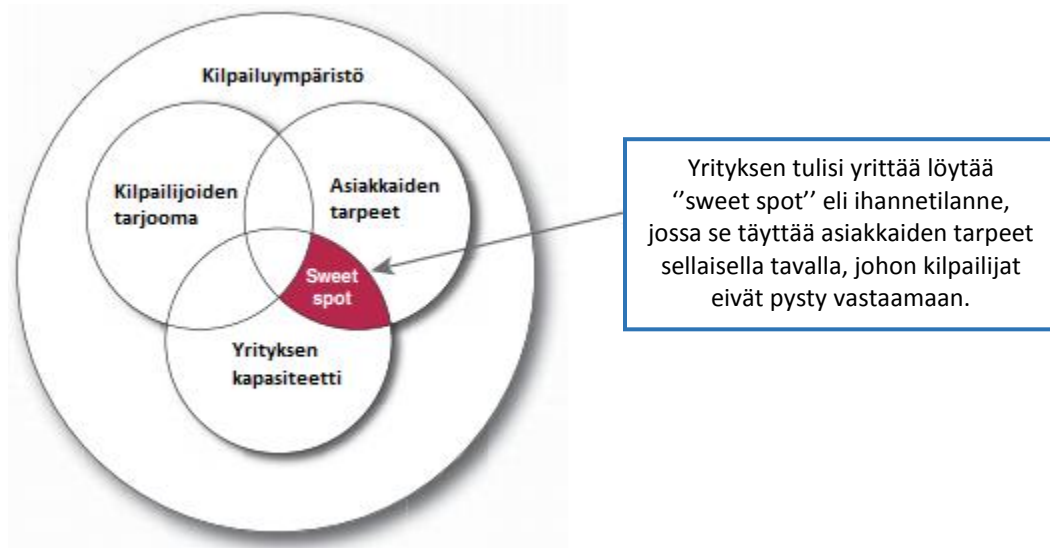 Kilpailuympäristö
Kilpailijoiden
tarjooma
Asiakkaiden
tarpeet
Sweet
spot
Yrityksen
kapasiteetti
Yrityksen tulisi yrittää löytää
‘’sweet spot’’ eli ihannetilanne,
jossa se täyttää asiakkaiden tarpeet
sellaisella tavalla, johon kilpailijat
eivät pysty vastaamaan.